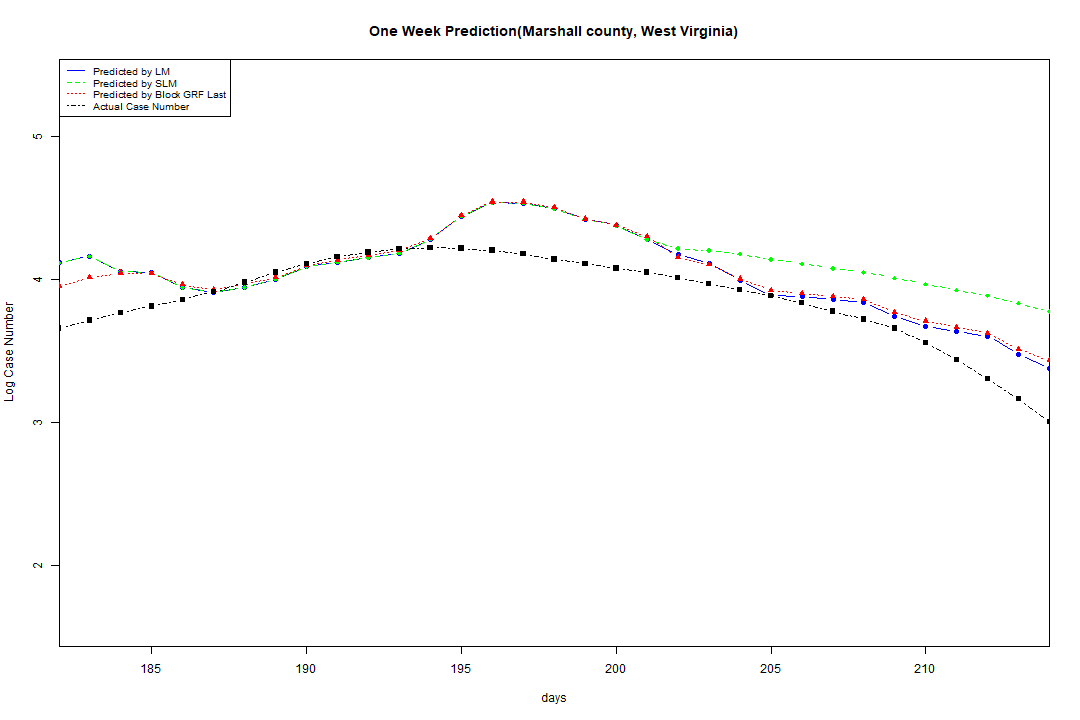 One Week Prediction(Marshall county, West Virginia)
Predicted by LM
Predicted by SLM
Predicted by Block GRF Last
Actual Case Number
5
4
3
2
Log Case Number
185 190 195 200 205 210
days